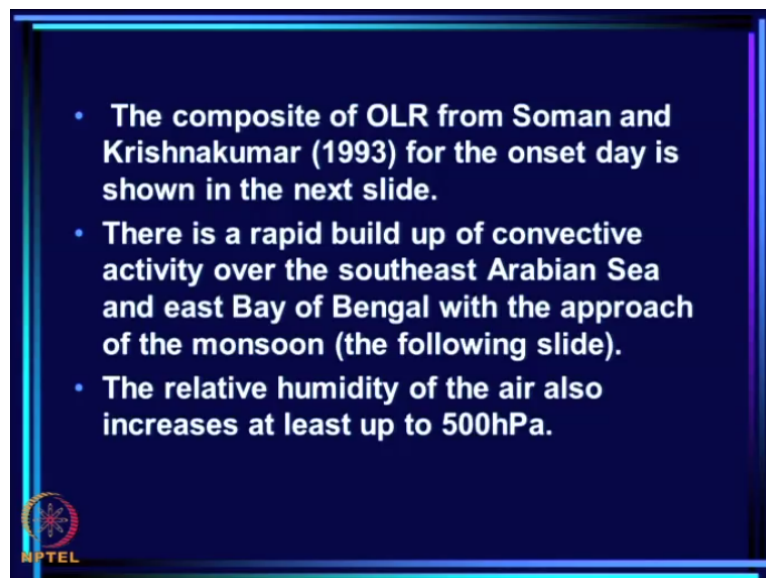 • The composite of OLR from Soman and
Krishnakumar (1993) for the onset day is
shown in the next slide.
• There is a rapid build up of convective
activity over the southeast Arabian Sea
and east Bay of Bengal with the approach
of the monsoon (the following slide).
• The relative humidity of the air also
increases at least up to 500hPa.
NPTEL